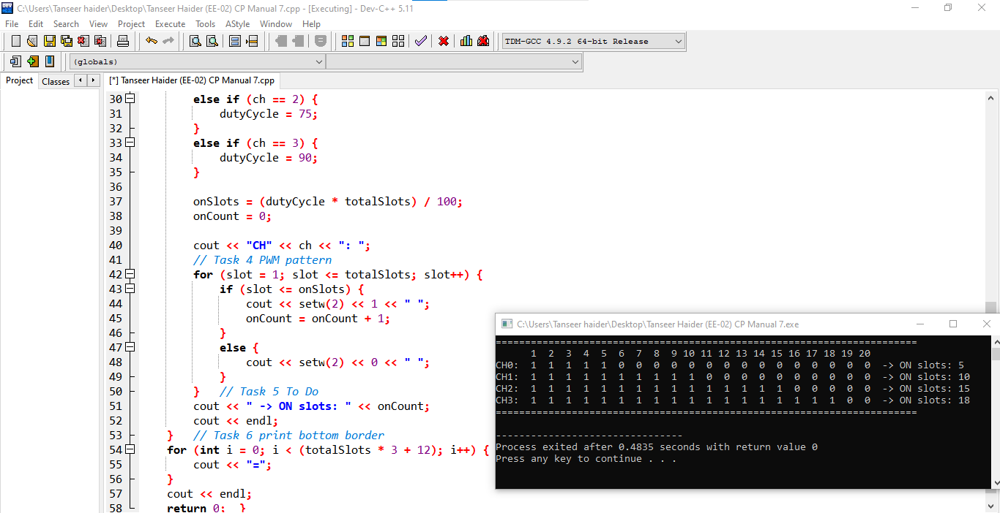 C:\Users\Tanseer haider\Desktop\Tanseer Haider (EE-02) CP Manual 7.cpp - [Executing] - Dev-C++ 5.11
File Edit Search View Project Execute Tools AStyle Window Help
TDM-GCC 4.9.2 64-bit Release
(globals)
Project Classes [*] Tanseer Haider (EE-02) CP Manual 7.cpp
30 else if (ch == 2) {
31 dutyCycle = 75;
32 }
33 else if (ch == 3) {
34 dutyCycle = 90;
35 }
36
37 onSlots = (dutyCycle * totalSlots) / 100;
38 onCount = 0;
39
40 cout << "CH" << ch << ": ";
41 // Task 4 PWM pattern
42 for (slot = 1; slot <= totalSlots; slot++) {
43 if (slot <= onSlots) {
44 cout << setw(2) << 1 << " ";
45 onCount = onCount + 1;
46 }
47 else {
48 cout << setw(2) << 0 << " ";
49 }
50 } // Task 5 To Do
51 cout << " -> ON slots: " << onCount;
52 cout << endl;
53 } // Task 6 print bottom border
54 for (int i = 0; i < (totalSlots * 3 + 12); i++) {
55 cout << "=";
56 }
57 cout << endl;
58 return 0; }
C:\Users\Tanseer haider\Desktop\Tanseer Haider (EE-02) CP Manual 7.exe
========================================================================
1 2 3 4 5 6 7 8 9 10 11 12 13 14 15 16 17 18 19 20
CH0: 1 1 1 1 1 0 0 0 0 0 0 0 0 0 0 0 0 0 0 0 -> ON slots: 5
CH1: 1 1 1 1 1 1 1 1 1 1 0 0 0 0 0 0 0 0 0 0 -> ON slots: 10
CH2: 1 1 1 1 1 1 1 1 1 1 1 1 1 1 1 0 0 0 0 0 -> ON slots: 15
CH3: 1 1 1 1 1 1 1 1 1 1 1 1 1 1 1 1 1 1 0 0 -> ON slots: 18
========================================================================
--------------------------------
Process exited after 0.4835 seconds with return value 0
Press any key to continue . . .